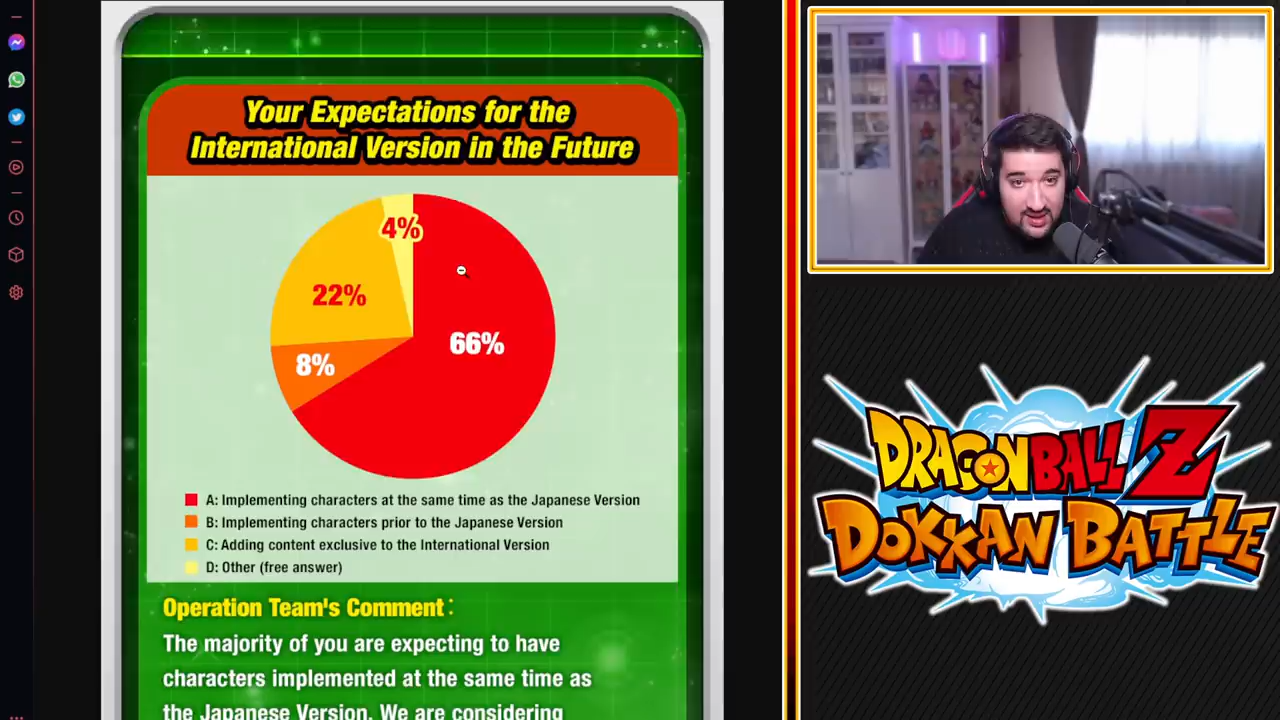 Your Expectations for the
International Version in the Future
4%
22%
66%
8%
A: Implementing characters at the same time as the Japanese Version
B: Implementing characters prior to the Japanese Version
C: Adding content exclusive to the International Version
D: Other (free answer)
Operation Team's Comment:
The majority of you are expecting to have
characters implemented at the same time as
the Japanese Version. We are considering
DRAGONBALL Z
DOKKAN BATTLE